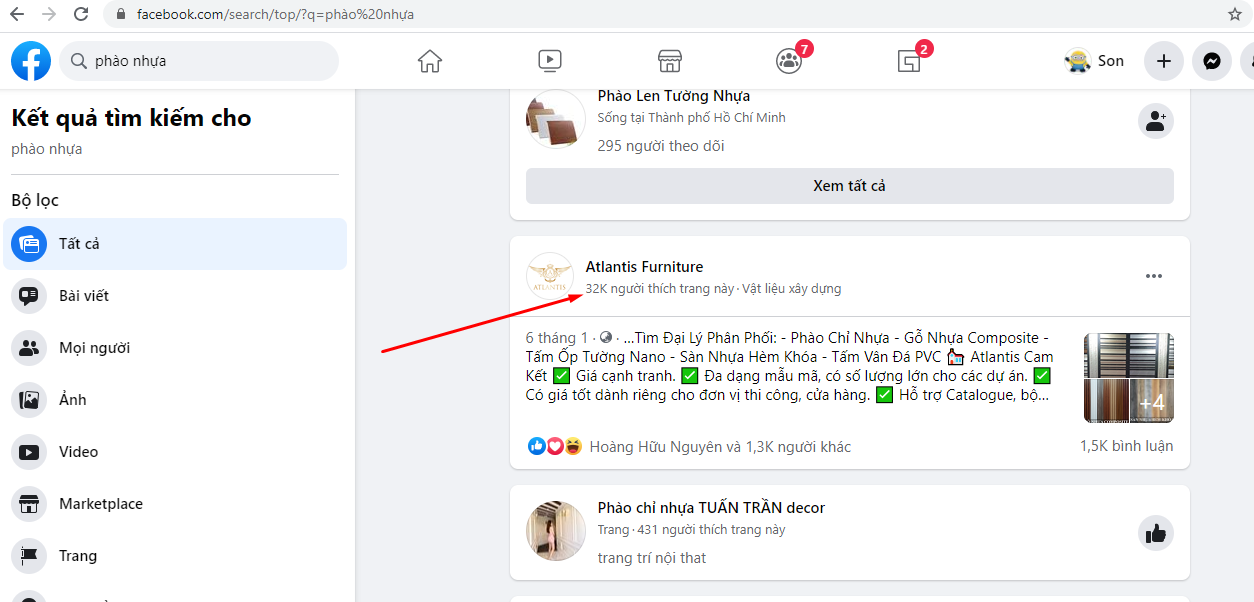 facebook.com/search/top/?q=phào%20nhựa
phào nhựa
7
2
Son
Kết quả tìm kiếm cho
phào nhựa
Bộ lọc
Tất cả
Bài viết
Mọi người
Ảnh
Video
Marketplace
Trang
Phào Len Tường Nhựa
Sống tại Thành phố Hồ Chí Minh
295 người theo dõi
Xem tất cả
ATLANTIS
Atlantis Furniture
32K người thích trang này · Vật liệu xây dựng
6 tháng 1 · · ...Tìm Đại Lý Phân Phối: - Phào Chỉ Nhựa - Gỗ Nhựa Composite -
Tấm Ốp Tường Nano - Sàn Nhựa Hèm Khóa - Tấm Vân Đá PVC 🏠 Atlantis Cam
Kết ✅ Giá cạnh tranh. ✅ Đa dạng mẫu mã, có số lượng lớn cho các dự án. ✅
Có giá tốt dành riêng cho đơn vị thi công, cửa hàng. ✅ Hỗ trợ Catalogue, bộ...
+4
Hoàng Hữu Nguyên và 1,3K người khác
1,5K bình luận
Phào chỉ nhựa TUẤN TRẦN decor
Trang · 431 người thích trang này
trang trí nội that